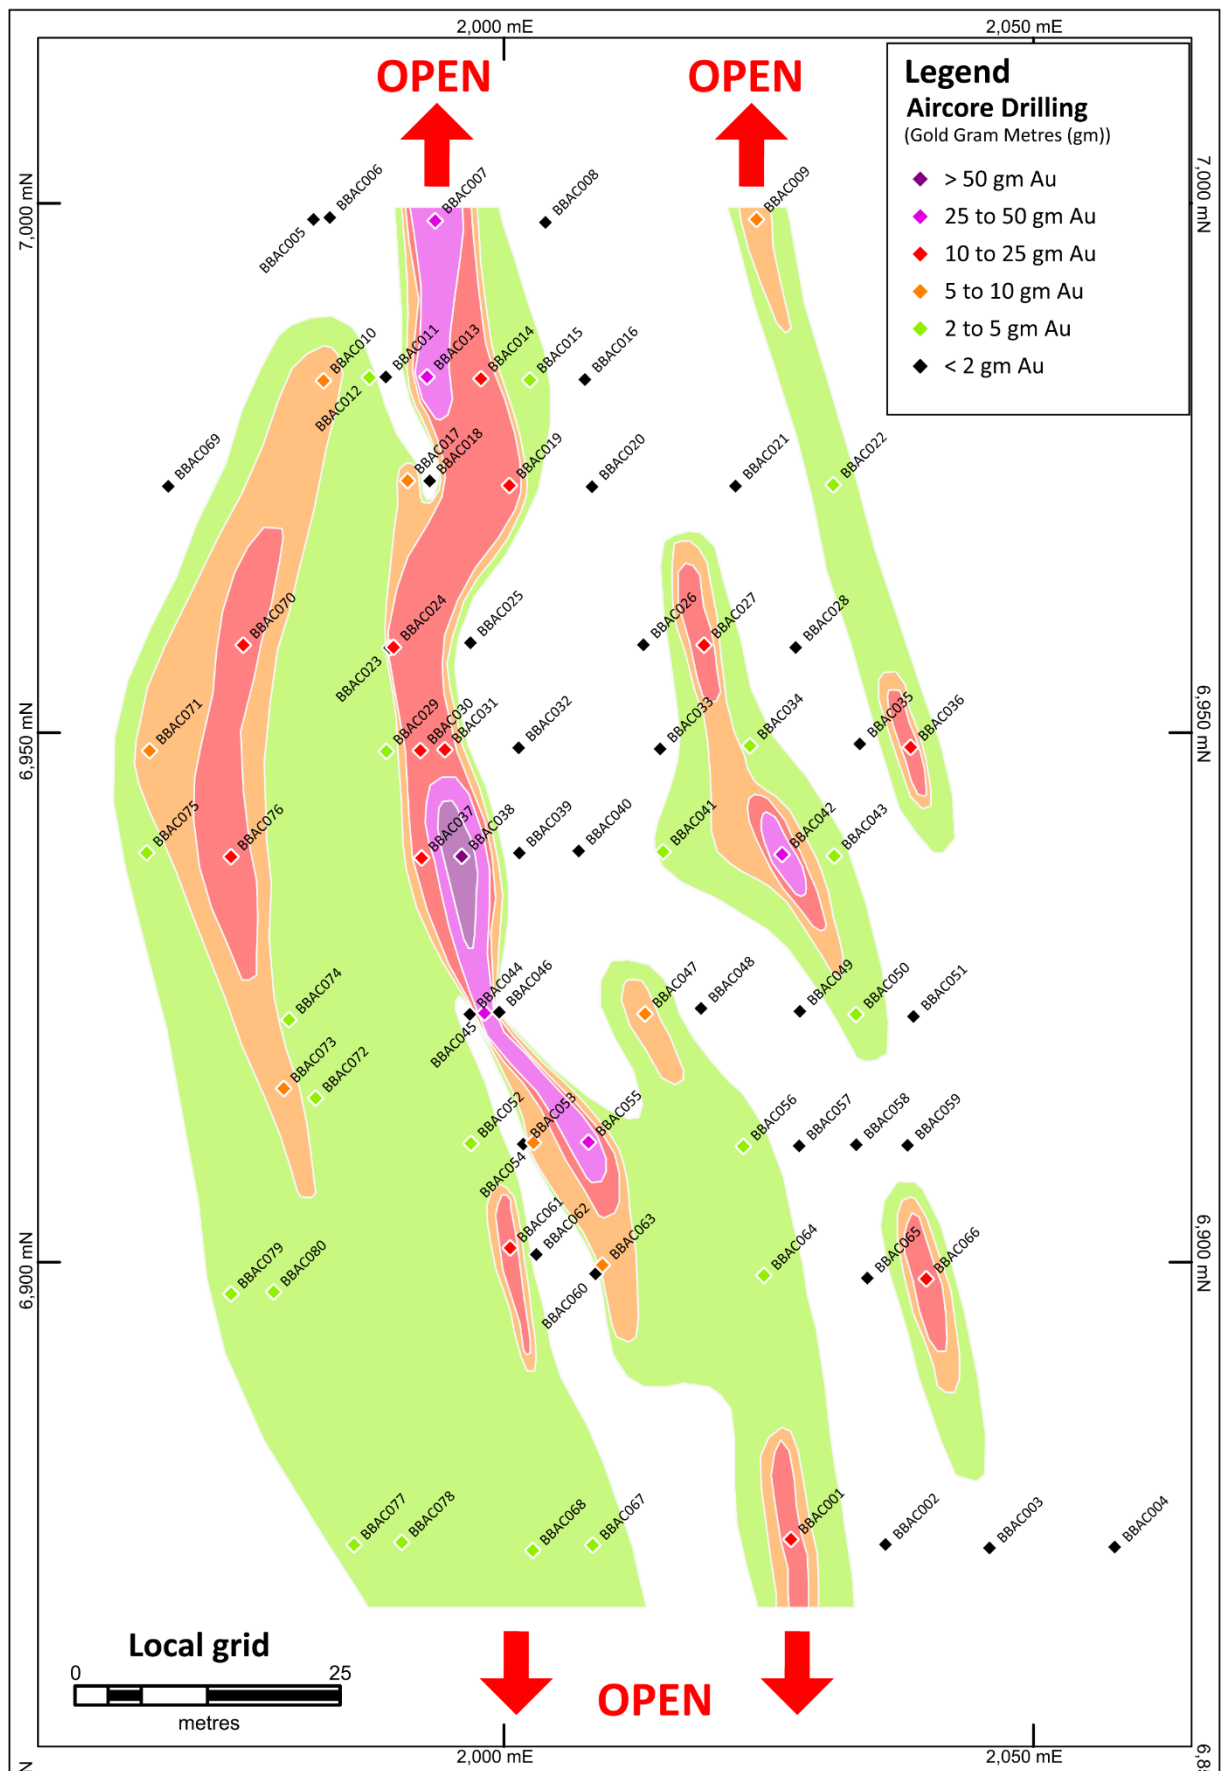 2,000 mE
2,050 mE
OPEN
OPEN
Legend
Aircore Drilling
(Gold Gram Metres (gm))
> 50 gm Au
25 to 50 gm Au
10 to 25 gm Au
5 to 10 gm Au
2 to 5 gm Au
< 2 gm Au
7,000 mN
7,000 mN
BBAC005
BBAC006
BBAC007
BBAC008
BBAC009
BBAC010
BBAC012
BBAC011
BBAC013
BBAC014
BBAC015
BBAC016
BBAC069
BBAC017
BBAC018
BBAC019
BBAC020
BBAC021
BBAC022
BBAC070
BBAC023
BBAC024
BBAC025
BBAC026
BBAC027
BBAC028
6,950 mN
6,950 mN
BBAC071
BBAC029
BBAC030
BBAC031
BBAC032
BBAC033
BBAC034
BBAC035
BBAC036
BBAC075
BBAC076
BBAC037
BBAC038
BBAC039
BBAC040
BBAC041
BBAC042
BBAC043
BBAC074
BBAC044
BBAC045
BBAC046
BBAC047
BBAC048
BBAC049
BBAC050
BBAC051
BBAC073
BBAC072
BBAC052
BBAC054
BBAC053
BBAC055
BBAC056
BBAC057
BBAC058
BBAC059
6,900 mN
6,900 mN
BBAC079
BBAC080
BBAC061
BBAC062
BBAC060
BBAC063
BBAC064
BBAC065
BBAC066
BBAC077
BBAC078
BBAC068
BBAC067
BBAC001
BBAC002
BBAC003
BBAC004
Local grid
0
25
metres
OPEN
2,000 mE
2,050 mE